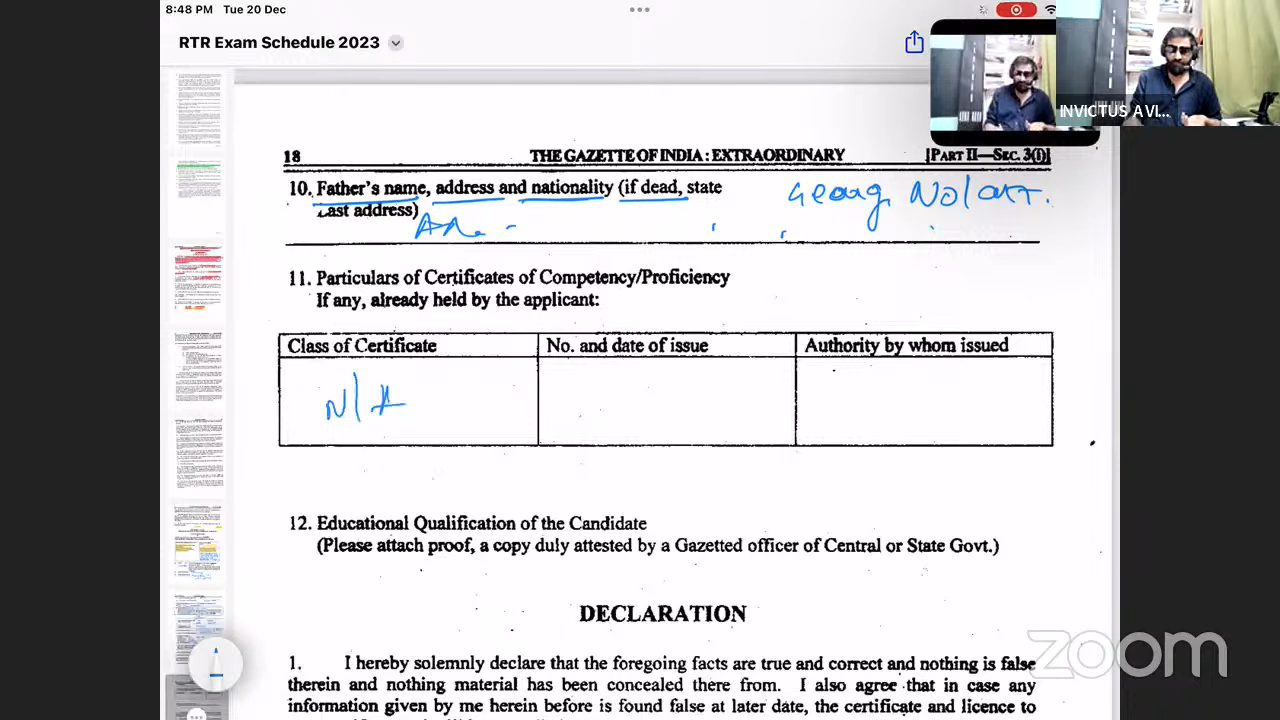 8:48 PM Tue 20 Dec
RTR Exam Schedule 2023
INVICTUS AVI...
18 THE GAZETTE OF INDIA : EXTRAORDINARY [PART II—SEC. 3(i)]
10. Father's name, address and nationality (if dead, state
Last address)
11. Particulars of Certificates of Competency/Proficiency
If any already held by the applicant:
Class of Certificate No. and date of issue Authority by whom issued
N/A
12. Educational Qualification of the Candidate
(Please attach proof, a copy duly attested by a Gazetted officer of Central or State Govt.)
DECLARATION
1. I hereby solemnly declare that the foregoing facts are true and correct and nothing is false
therein and nothing material has been concealed these from. I also agree that in case any
information given by me herein before is found false at later date, the certificate and licence to
zoom